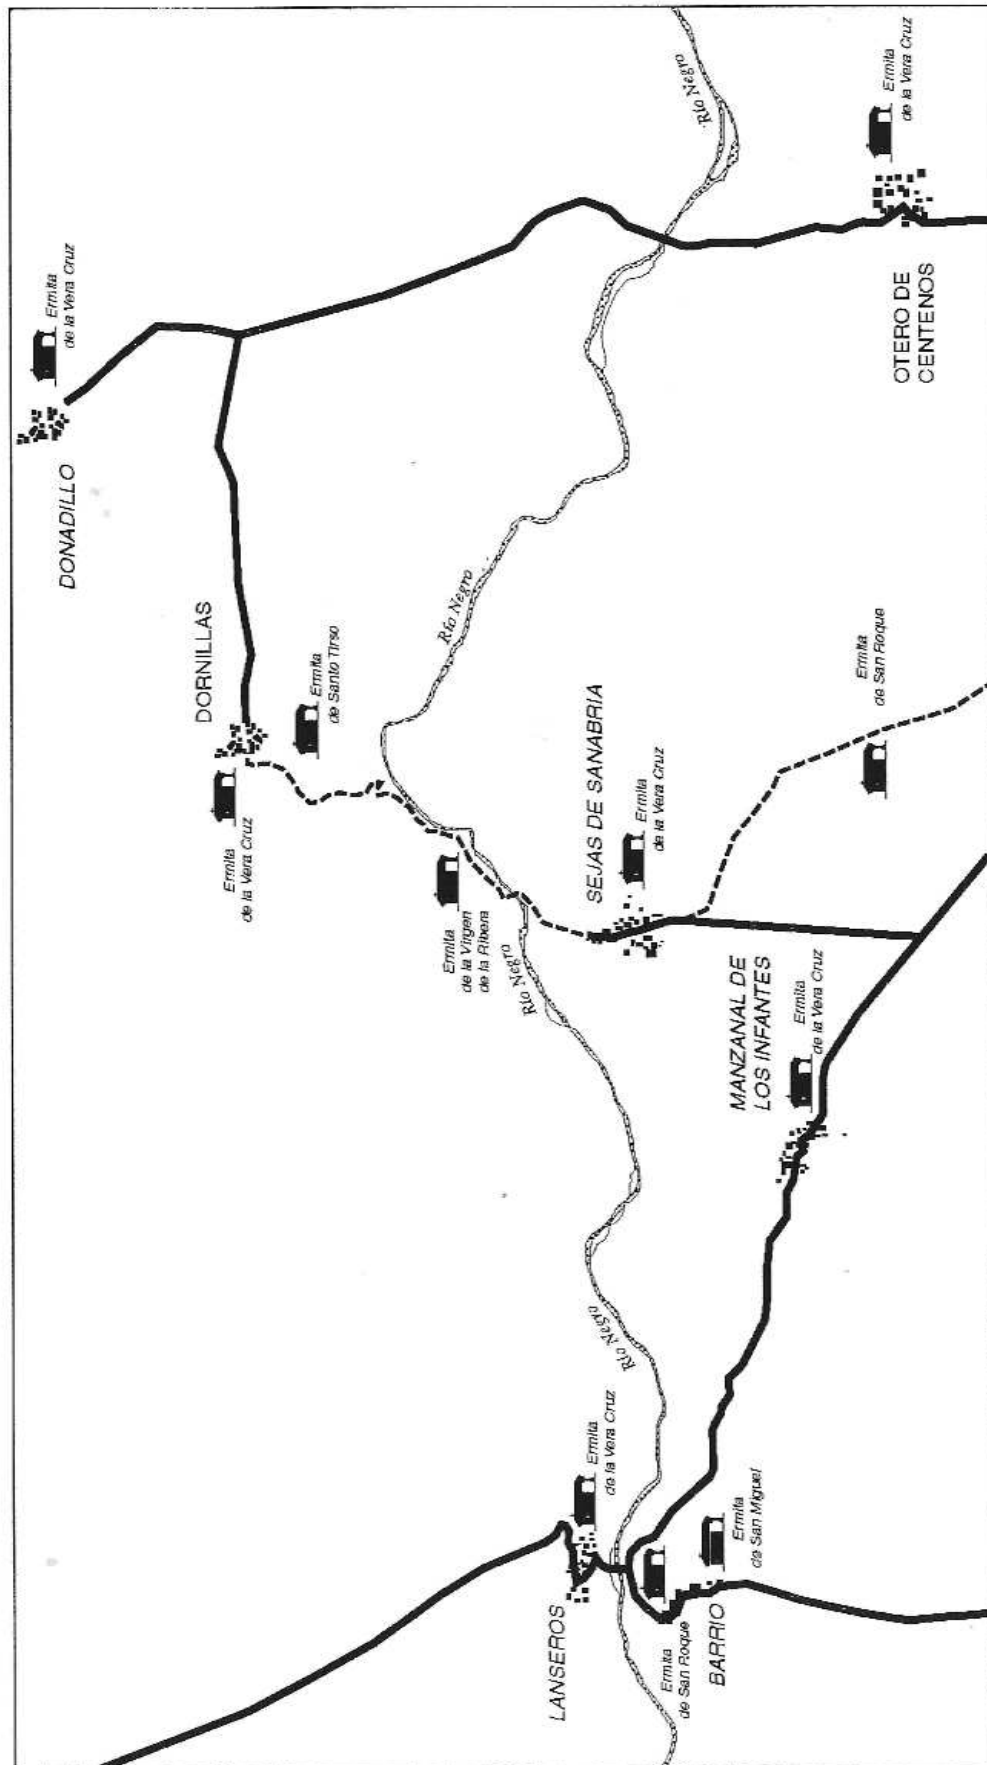 Ermita
de la Vera Cruz
DONADILLO
DORNILLAS
Ermita
de la Vera Cruz
Ermita
de Santo Tirso
Río Negro
Ermita
de la Virgen
de la Ribera
Río Negro
LANSEROS
Ermita
de la Vera Cruz
Río Negro
SEJAS DE SANABRIA
Ermita
de la Vera Cruz
Río Negro
Ermita
de San Roque
BARRIO
Ermita
de San Miguel
MANZANAL DE
LOS INFANTES
Ermita
de la Vera Cruz
Ermita
de San Roque
Ermita
de la Vera Cruz
OTERO DE
CENTENOS